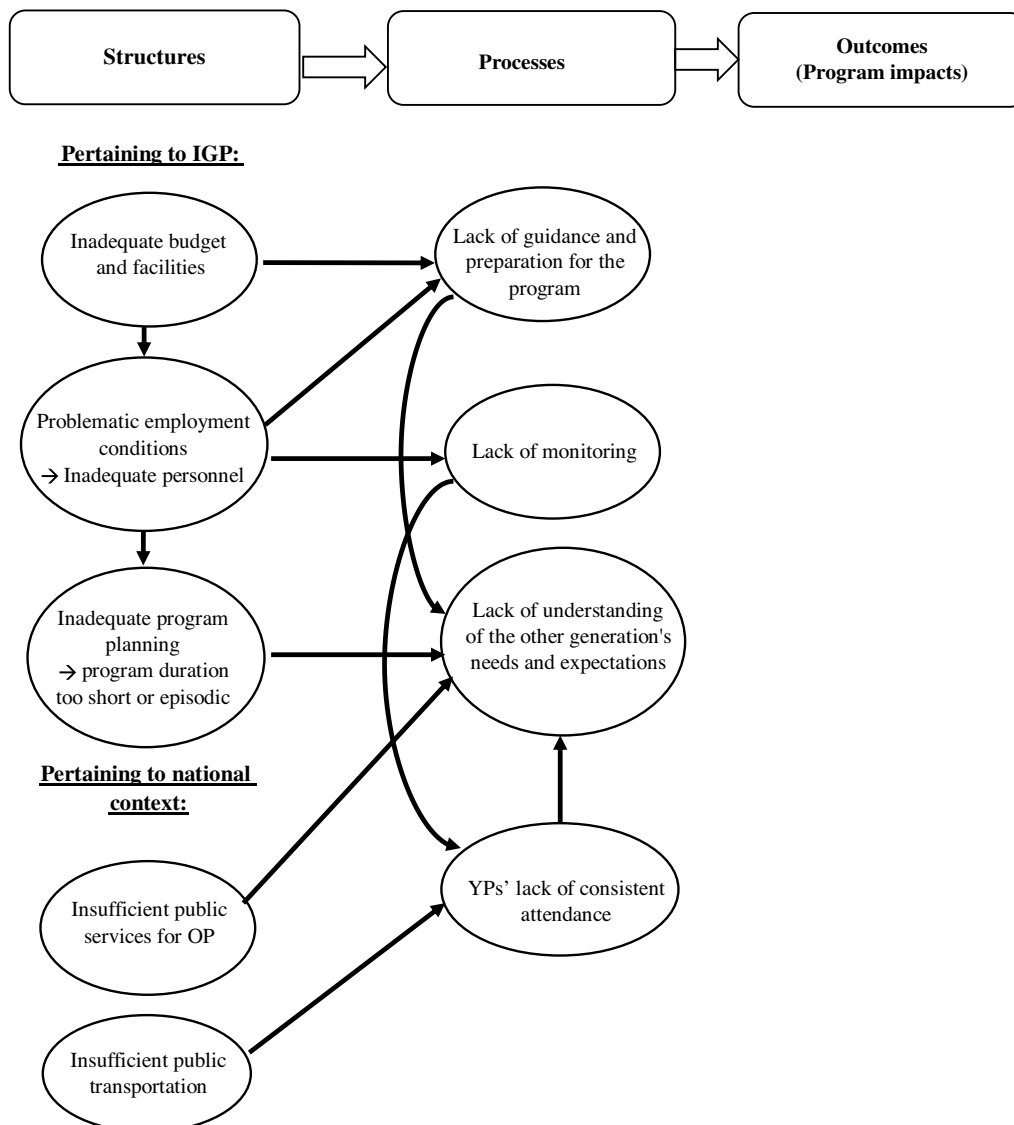 Structures
Processes
Outcomes
(Program impacts)
Pertaining to IGP:
Inadequate budget
and facilities
Lack of guidance and
preparation for the
program
Problematic employment
conditions
→ Inadequate personnel
Lack of monitoring
Inadequate program
planning
→ program duration
too short or episodic
Lack of understanding
of the other generation's
needs and expectations
Pertaining to national
context:
Insufficient public
services for OP
YPs’ lack of consistent
attendance
Insufficient public
transportation